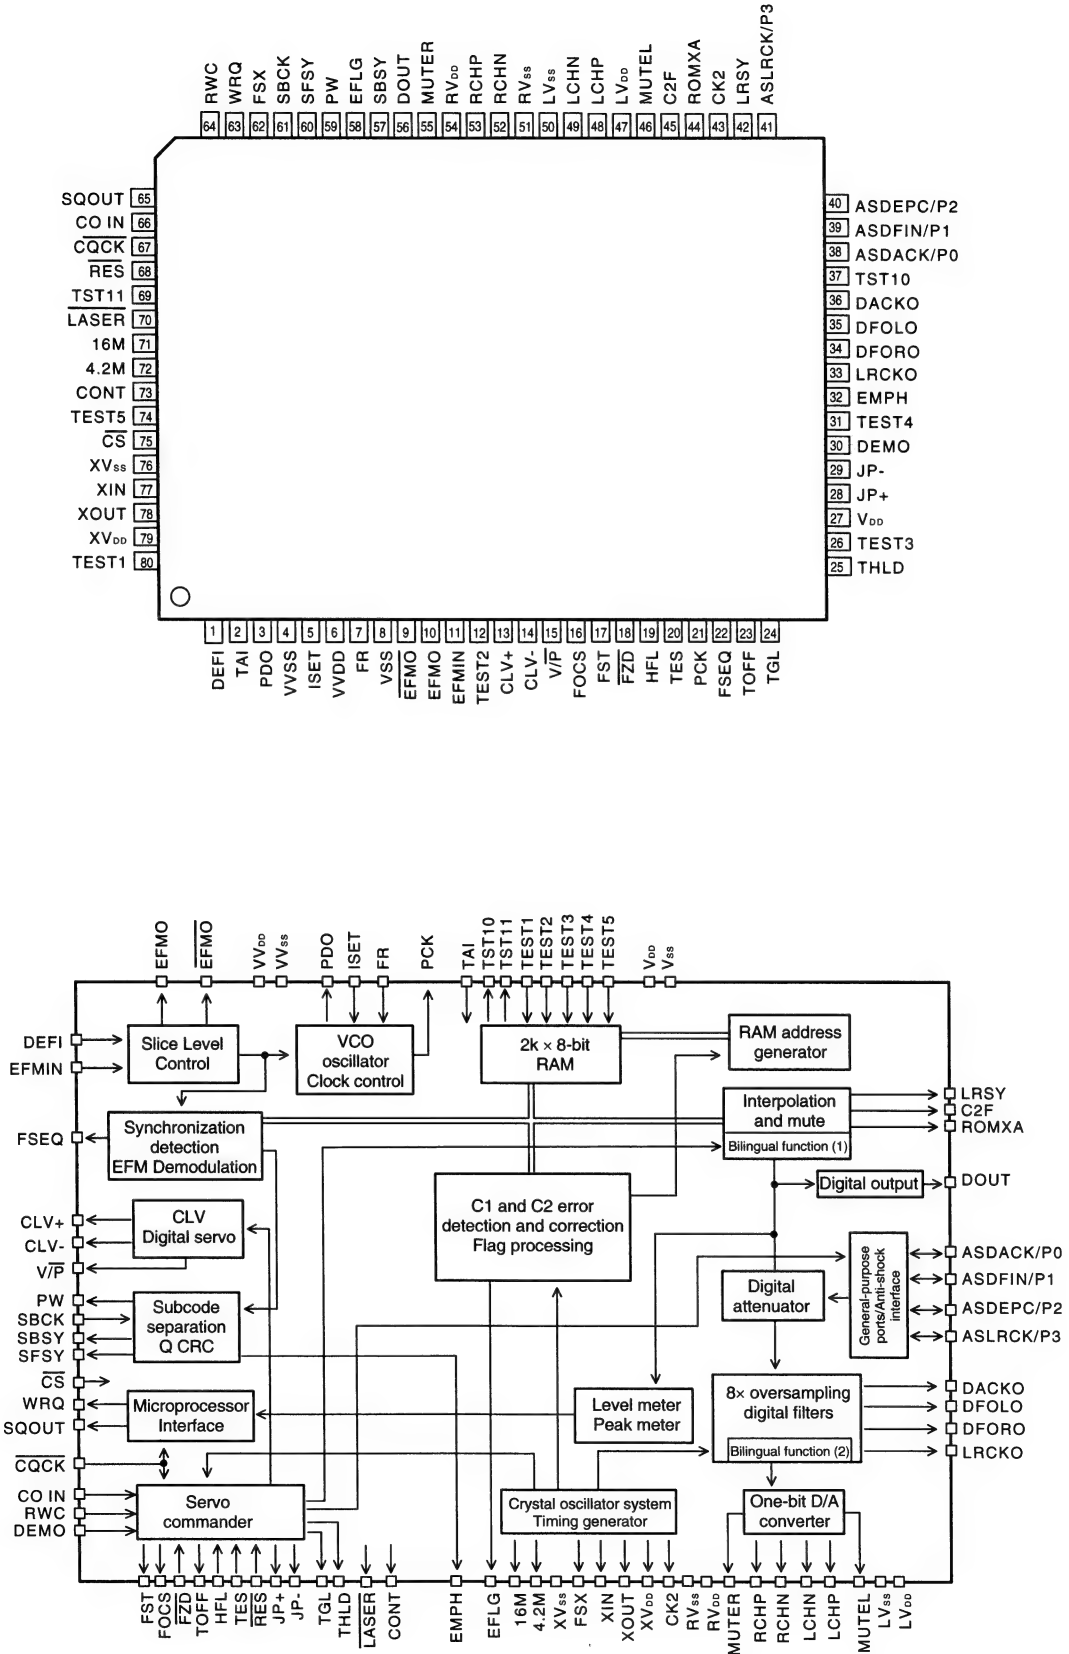 RWC
WRQ
FSX
SBCK
SFSY
PW
EFLG
SBSY
DOUT
MUTER
RVDD
RCHP
RCHN
RVSS
LVSS
LCHN
LCHP
LVDD
MUTEL
C2F
ROMXA
CK2
LRSY
ASLRCK/P3
64 63 62 61 60 59 58 57 56 55 54 53 52 51 50 49 48 47 46 45 44 43 42 41
SQOUT 65
CO IN 66
C̅Q̅C̅K̅ 67
R̅E̅S̅ 68
TST11 69
L̅A̅S̅E̅R̅ 70
16M 71
4.2M 72
CONT 73
TEST5 74
C̅S̅ 75
XVSS 76
XIN 77
XOUT 78
XVDD 79
TEST1 80
40 ASDEPC/P2
39 ASDFIN/P1
38 ASDACK/P0
37 TST10
36 DACKO
35 DFOLO
34 DFORO
33 LRCKO
32 EMPH
31 TEST4
30 DEMO
29 JP-
28 JP+
27 VDD
26 TEST3
25 THLD
1 2 3 4 5 6 7 8 9 10 11 12 13 14 15 16 17 18 19 20 21 22 23 24
DEFI
TAI
PDO
VVSS
ISET
VVDD
FR
VSS
E̅F̅M̅O̅
EFMO
EFMIN
TEST2
CLV+
CLV-
V/P̅
FOCS
FST
F̅Z̅D̅
HFL
TES
PCK
FSEQ
TOFF
TGL
EFMO
E̅F̅M̅O̅
VVDD
VVSS
PDO
ISET
FR
PCK
TAI
TST10
TST11
TEST1
TEST2
TEST3
TEST4
TEST5
VDD
VSS
DEFI
EFMIN
FSEQ
CLV+
CLV-
V/P̅
PW
SBCK
SBSY
SFSY
C̅S̅
WRQ
SQOUT
C̅Q̅C̅K̅
CO IN
RWC
DEMO
Slice Level
Control
VCO
oscillator
Clock control
2k × 8-bit
RAM
RAM address
generator
Synchronization
detection
EFM Demodulation
Interpolation
and mute
Bilingual function (1)
Digital output
C1 and C2 error
detection and correction
Flag processing
CLV
Digital servo
Digital
attenuator
General-purpose
ports/Anti-shock
interface
Subcode
separation
Q CRC
Microprocessor
Interface
Level meter
Peak meter
8× oversampling
digital filters
Bilingual function (2)
Servo
commander
Crystal oscillator system
Timing generator
One-bit D/A
converter
LRSY
C2F
ROMXA
DOUT
ASDACK/P0
ASDFIN/P1
ASDEPC/P2
ASLRCK/P3
DACKO
DFOLO
DFORO
LRCKO
FST
FOCS
F̅Z̅D̅
TOFF
HFL
TES
R̅E̅S̅
JP+
JP-
TGL
THLD
L̅A̅S̅E̅R̅
CONT
EMPH
EFLG
16M
4.2M
XVSS
FSX
XIN
XOUT
XVDD
CK2
RVSS
RVDD
MUTER
RCHP
RCHN
LCHN
LCHP
MUTEL
LVSS
LVDD